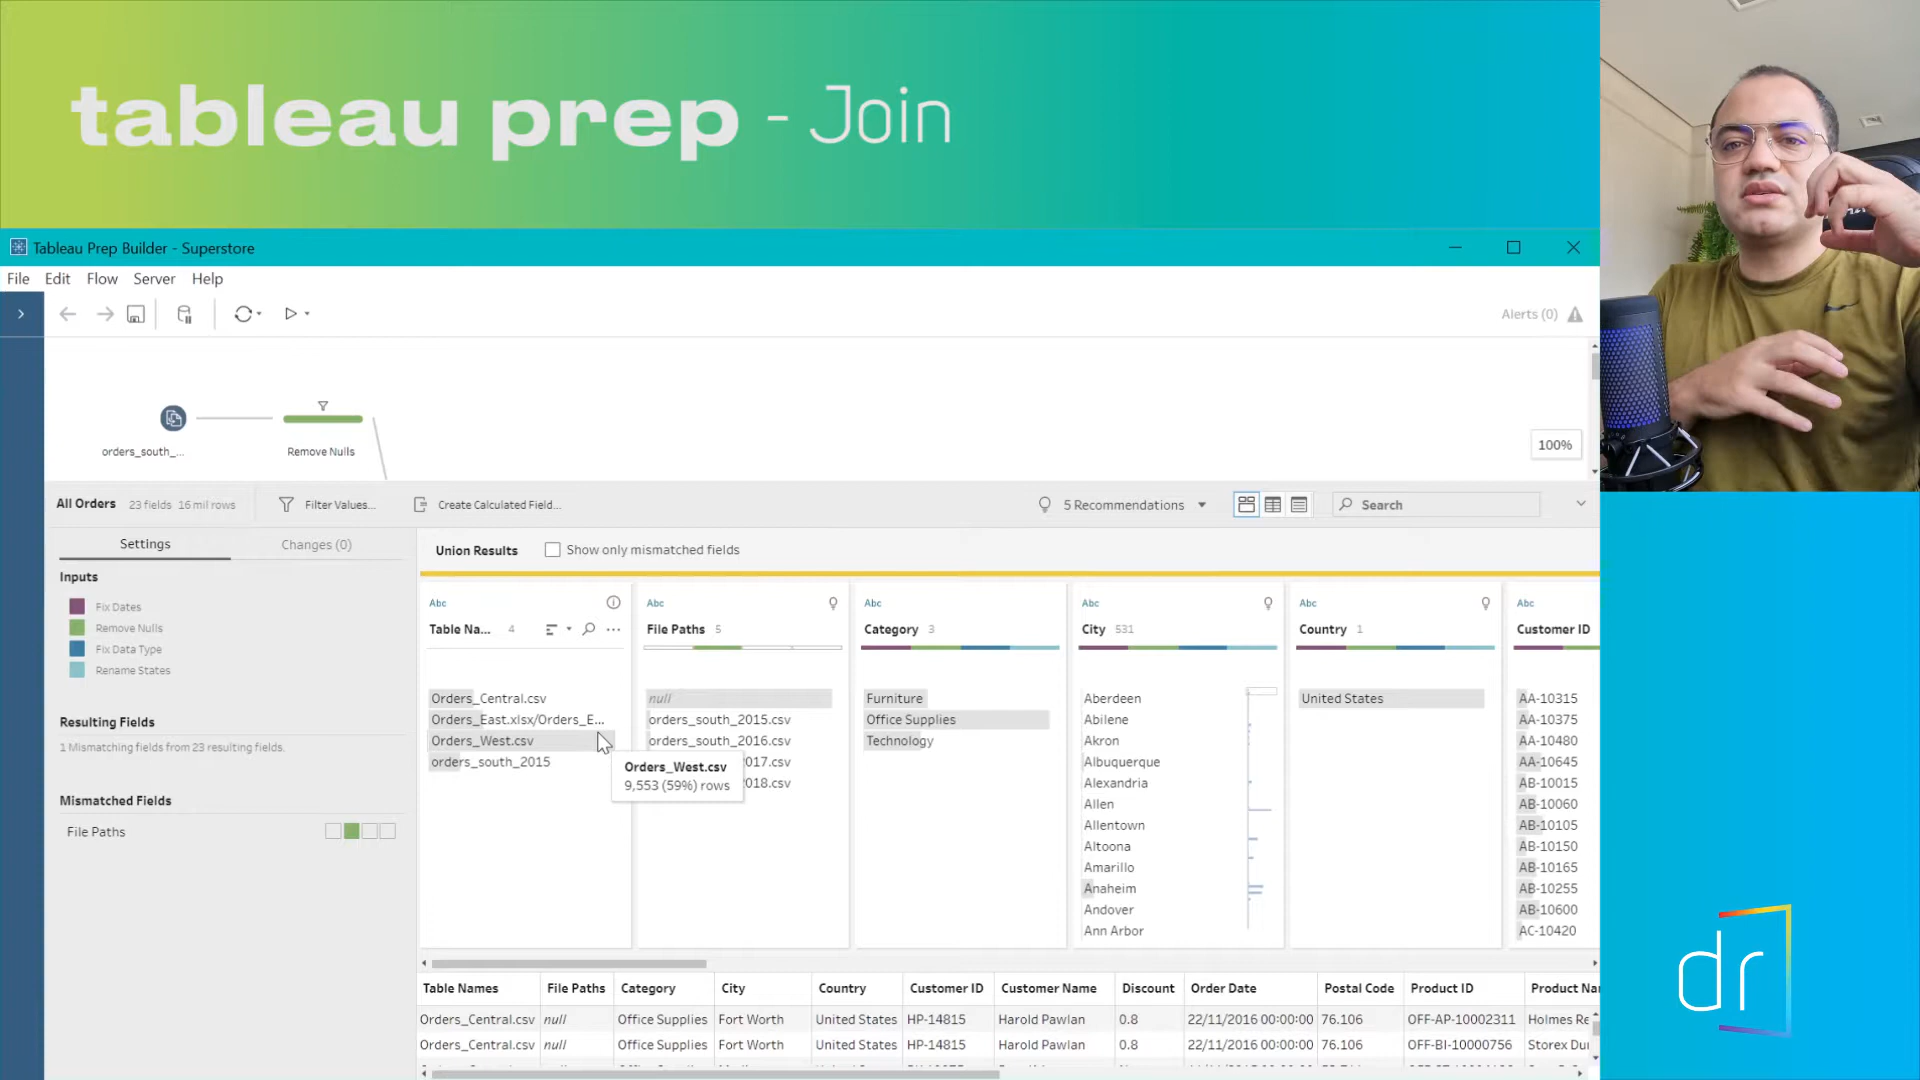 tableau prep - Join
Tableau Prep Builder - Superstore
File Edit Flow Server Help
Alerts (0)
orders_south_...
Remove Nulls
100%
All Orders 23 fields 16 mil rows Filter Values... Create Calculated Field... 5 Recommendations Search
Settings Changes (0)
Inputs
Fix Dates
Remove Nulls
Fix Data Type
Rename States
Resulting Fields
1 Mismatching fields from 23 resulting fields.
Mismatched Fields
File Paths
Union Results Show only mismatched fields
Abc Abc Abc Abc Abc Abc
Table Na... 4 File Paths 5 Category 3 City 531 Country 1 Customer ID
Orders_Central.csv null Furniture Aberdeen United States AA-10315
Orders_East.xlsx/Orders_E... orders_south_2015.csv Office Supplies Abilene AA-10375
Orders_West.csv orders_south_2016.csv Technology Akron AA-10480
orders_south_2015 2017.csv Albuquerque AA-10645
2018.csv Alexandria AB-10015
Orders_West.csv
9,553 (59%) rows
Allen AB-10060
Allentown AB-10105
Altoona AB-10150
Amarillo AB-10165
Anaheim AB-10255
Andover AB-10600
Ann Arbor AC-10420
Table Names File Paths Category City Country Customer ID Customer Name Discount Order Date Postal Code Product ID Product Nar
Orders_Central.csv null Office Supplies Fort Worth United States HP-14815 Harold Pawlan 0.8 22/11/2016 00:00:00 76.106 OFF-AP-10002311 Holmes Re
Orders_Central.csv null Office Supplies Fort Worth United States HP-14815 Harold Pawlan 0.8 22/11/2016 00:00:00 76.106 OFF-BI-10000756 Storex Dur
dr